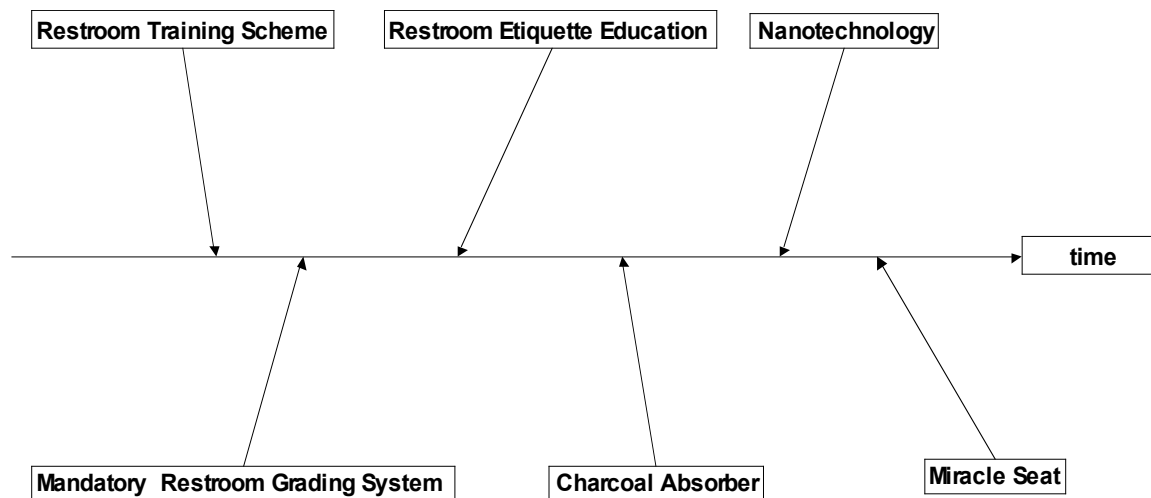 Restroom Training Scheme
Restroom Etiquette Education
Nanotechnology
time
Mandatory Restroom Grading System
Charcoal Absorber
Miracle Seat